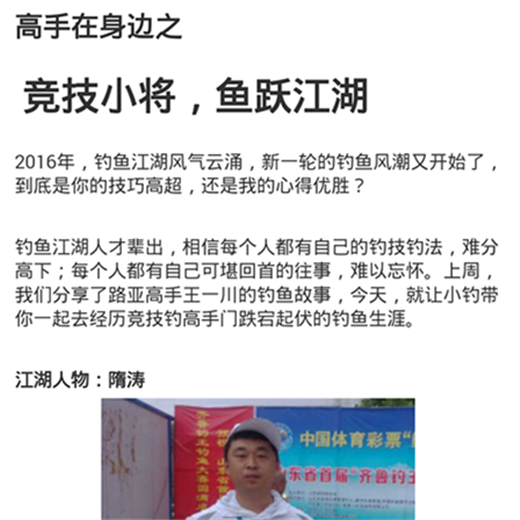 高手在身边之
竞技小将，鱼跃江湖
2016年，钓鱼江湖风气云涌，新一轮的钓鱼风潮又开始了，
到底是你的技巧高超，还是我的心得优胜？
钓鱼江湖人才辈出，相信每个人都有自己的钓技钓法，难分
高下；每个人都有自己可堪回首的往事，难以忘怀。上周，
我们分享了路亚高手王一川的钓鱼故事，今天，就让小钓带
你一起去经历竞技钓高手门跌宕起伏的钓鱼生涯。
江湖人物：隋涛
中国体育彩票
东省首届"齐鲁钓王